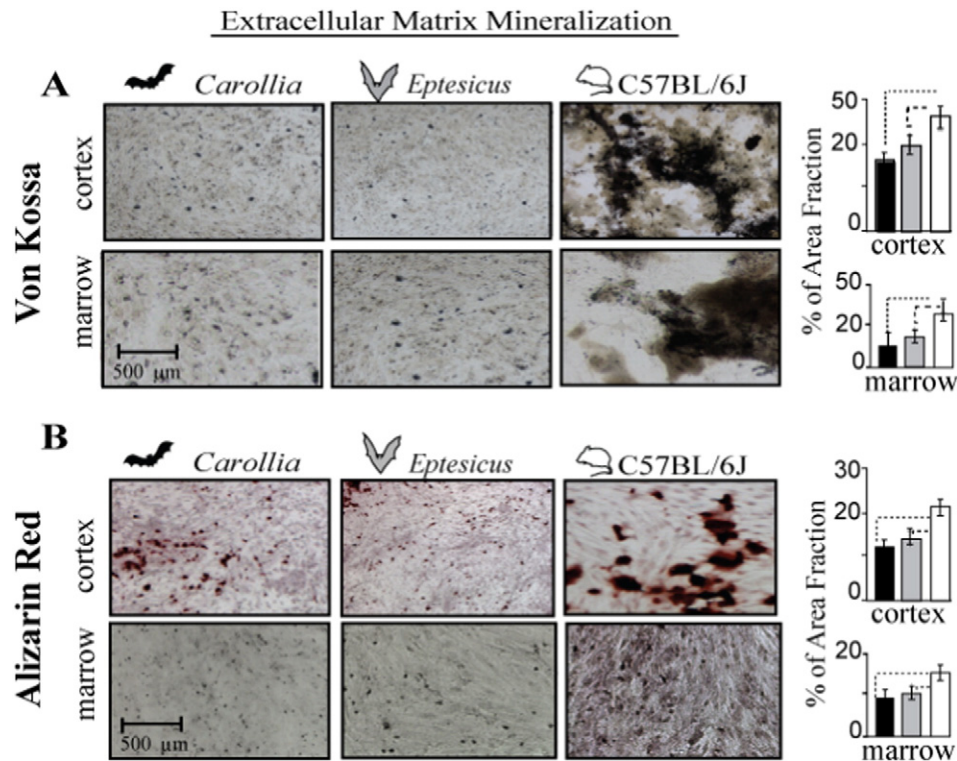 Extracellular Matrix Mineralization
A
Carollia
Eptesicus
C57BL/6J
Von Kossa
cortex
marrow
500 µm
% of Area Fraction
50
20
0
cortex
50
20
0
marrow
B
Carollia
Eptesicus
C57BL/6J
Alizarin Red
cortex
marrow
500 µm
% of Area Fraction
30
20
0
cortex
20
0
marrow